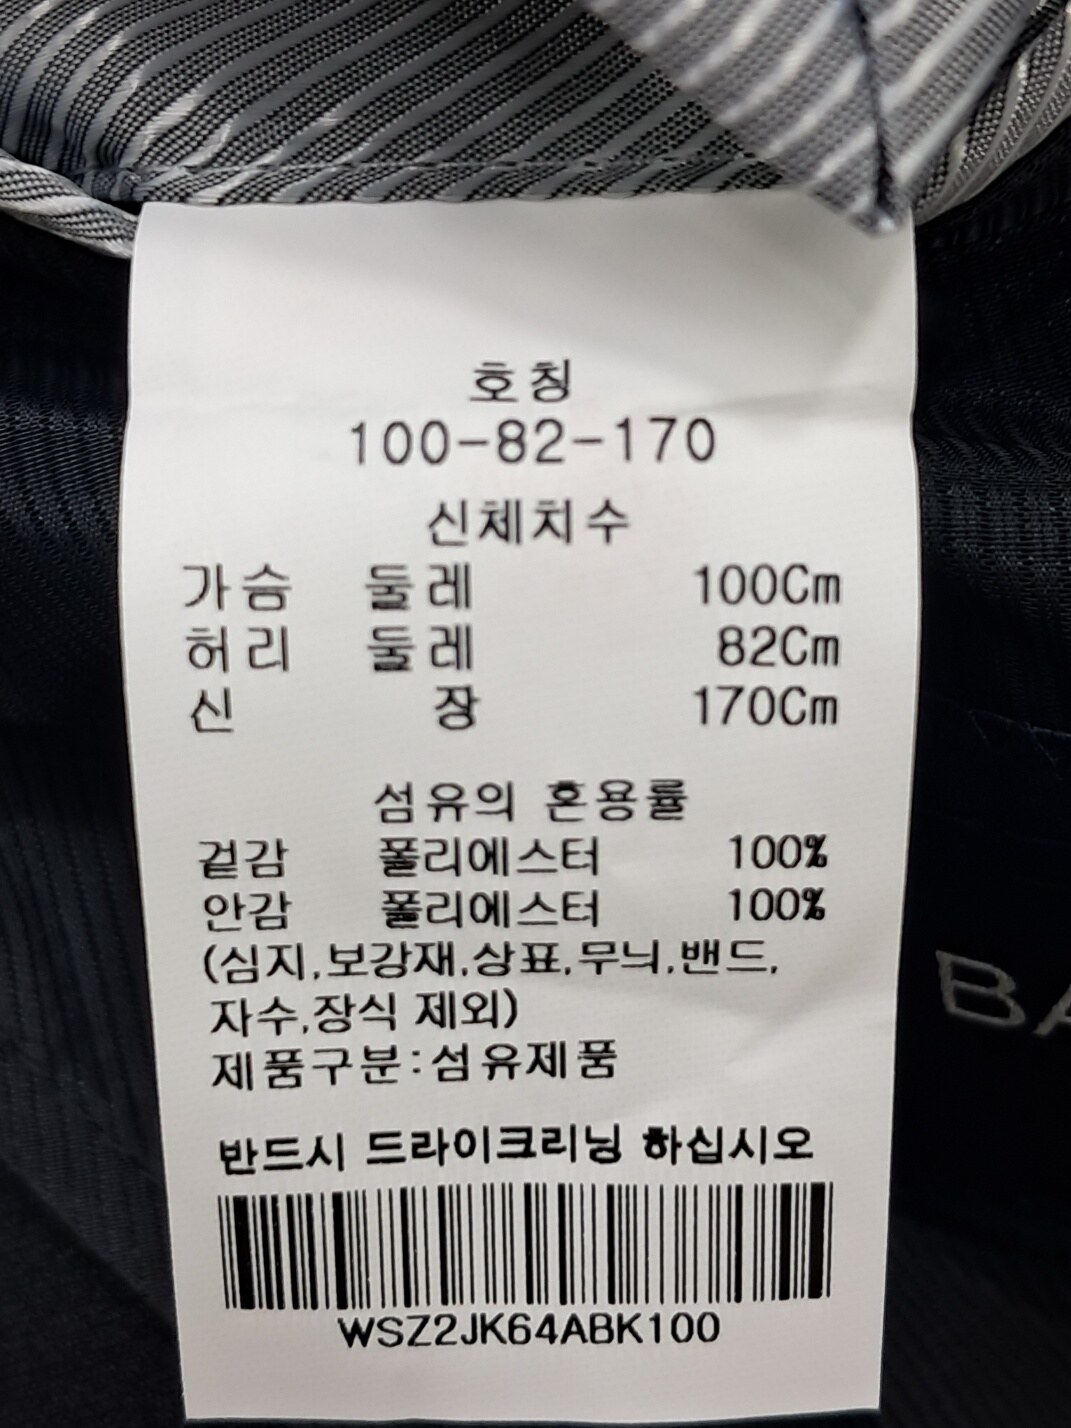 호칭
100-82-170
신체치수
가슴 둘레 100Cm
허리 둘레 82Cm
신 장 170Cm
섬유의 혼용률
겉감 폴리에스터 100%
안감 폴리에스터 100%
(심지,보강재,상표,무늬,밴드,
자수,장식 제외)
제품구분:섬유제품
반드시 드라이크리닝 하십시오
WSZ2JK64ABK100